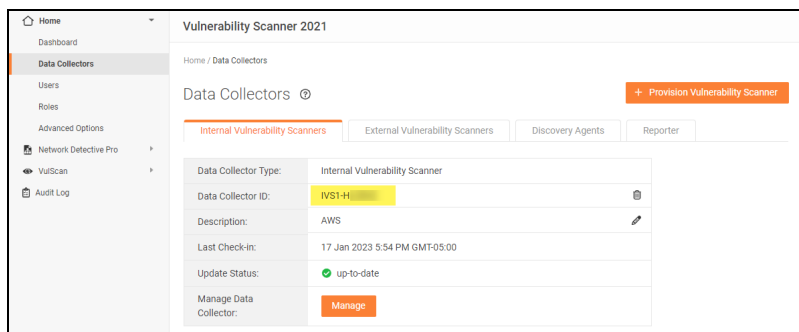 Home
Dashboard
Data Collectors
Users
Roles
Advanced Options
Network Detective Pro
VulScan
Audit Log
Vulnerability Scanner 2021
Home / Data Collectors
Data Collectors ?
+ Provision Vulnerability Scanner
Internal Vulnerability Scanners External Vulnerability Scanners Discovery Agents Reporter
Data Collector Type: Internal Vulnerability Scanner
Data Collector ID: IVS1-H
Description: AWS
Last Check-in: 17 Jan 2023 5:54 PM GMT-05:00
Update Status: up-to-date
Manage Data
Collector: Manage